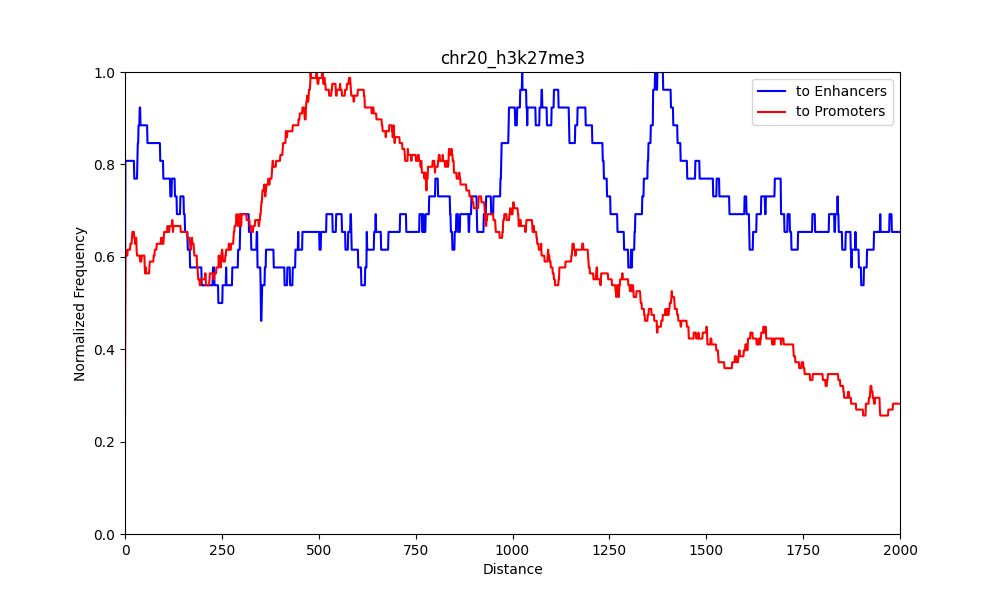 chr20_h3k27me3
to Enhancers
to Promoters
Normalized Frequency
1.0
0.8
0.6
0.4
0.2
0.0
0 250 500 750 1000 1250 1500 1750 2000
Distance